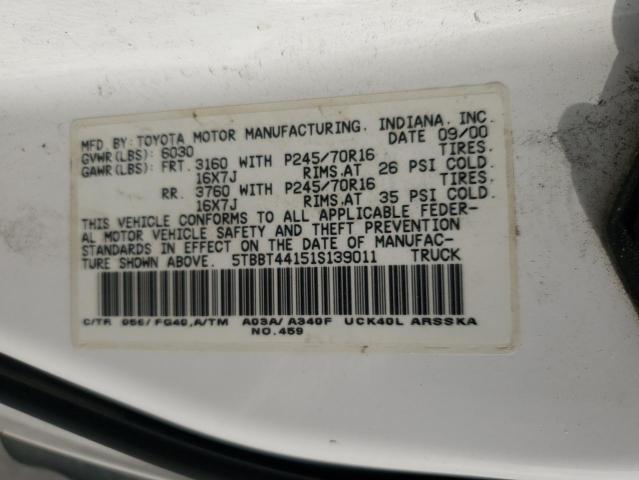 MFD. BY: TOYOTA MOTOR MANUFACTURING, INDIANA, INC.
GVWR(LBS): 6030 DATE 09/00
GAWR(LBS): FRT. 3160 WITH P245/70R16 TIRES,
16X7J RIMS,AT 26 PSI COLD.
RR. 3760 WITH P245/70R16 TIRES,
16X7J RIMS,AT 35 PSI COLD.
THIS VEHICLE CONFORMS TO ALL APPLICABLE FEDER-
AL MOTOR VEHICLE SAFETY AND THEFT PREVENTION
STANDARDS IN EFFECT ON THE DATE OF MANUFAC-
TURE SHOWN ABOVE. 5TBBT44151S139011 TRUCK
C/TR 056/ FG40,A/TM A03A/ A340F UCK40L ARSSKA
NO.459